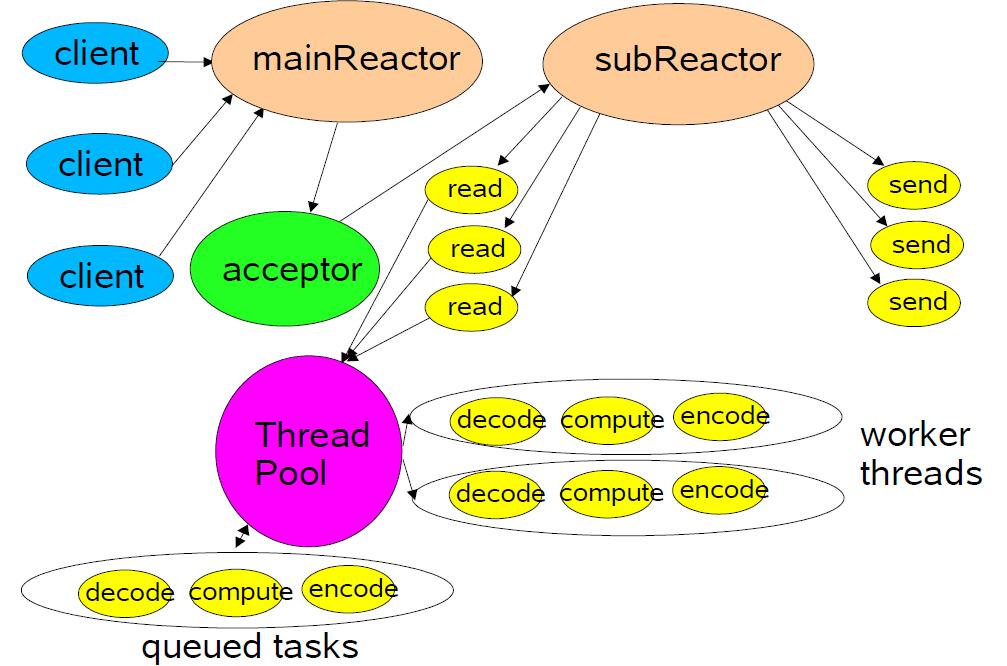 client
mainReactor
subReactor
client
read
send
client
acceptor
read
send
read
send
Thread
Pool
decode compute encode
worker
threads
decode compute encode
decode compute encode
queued tasks